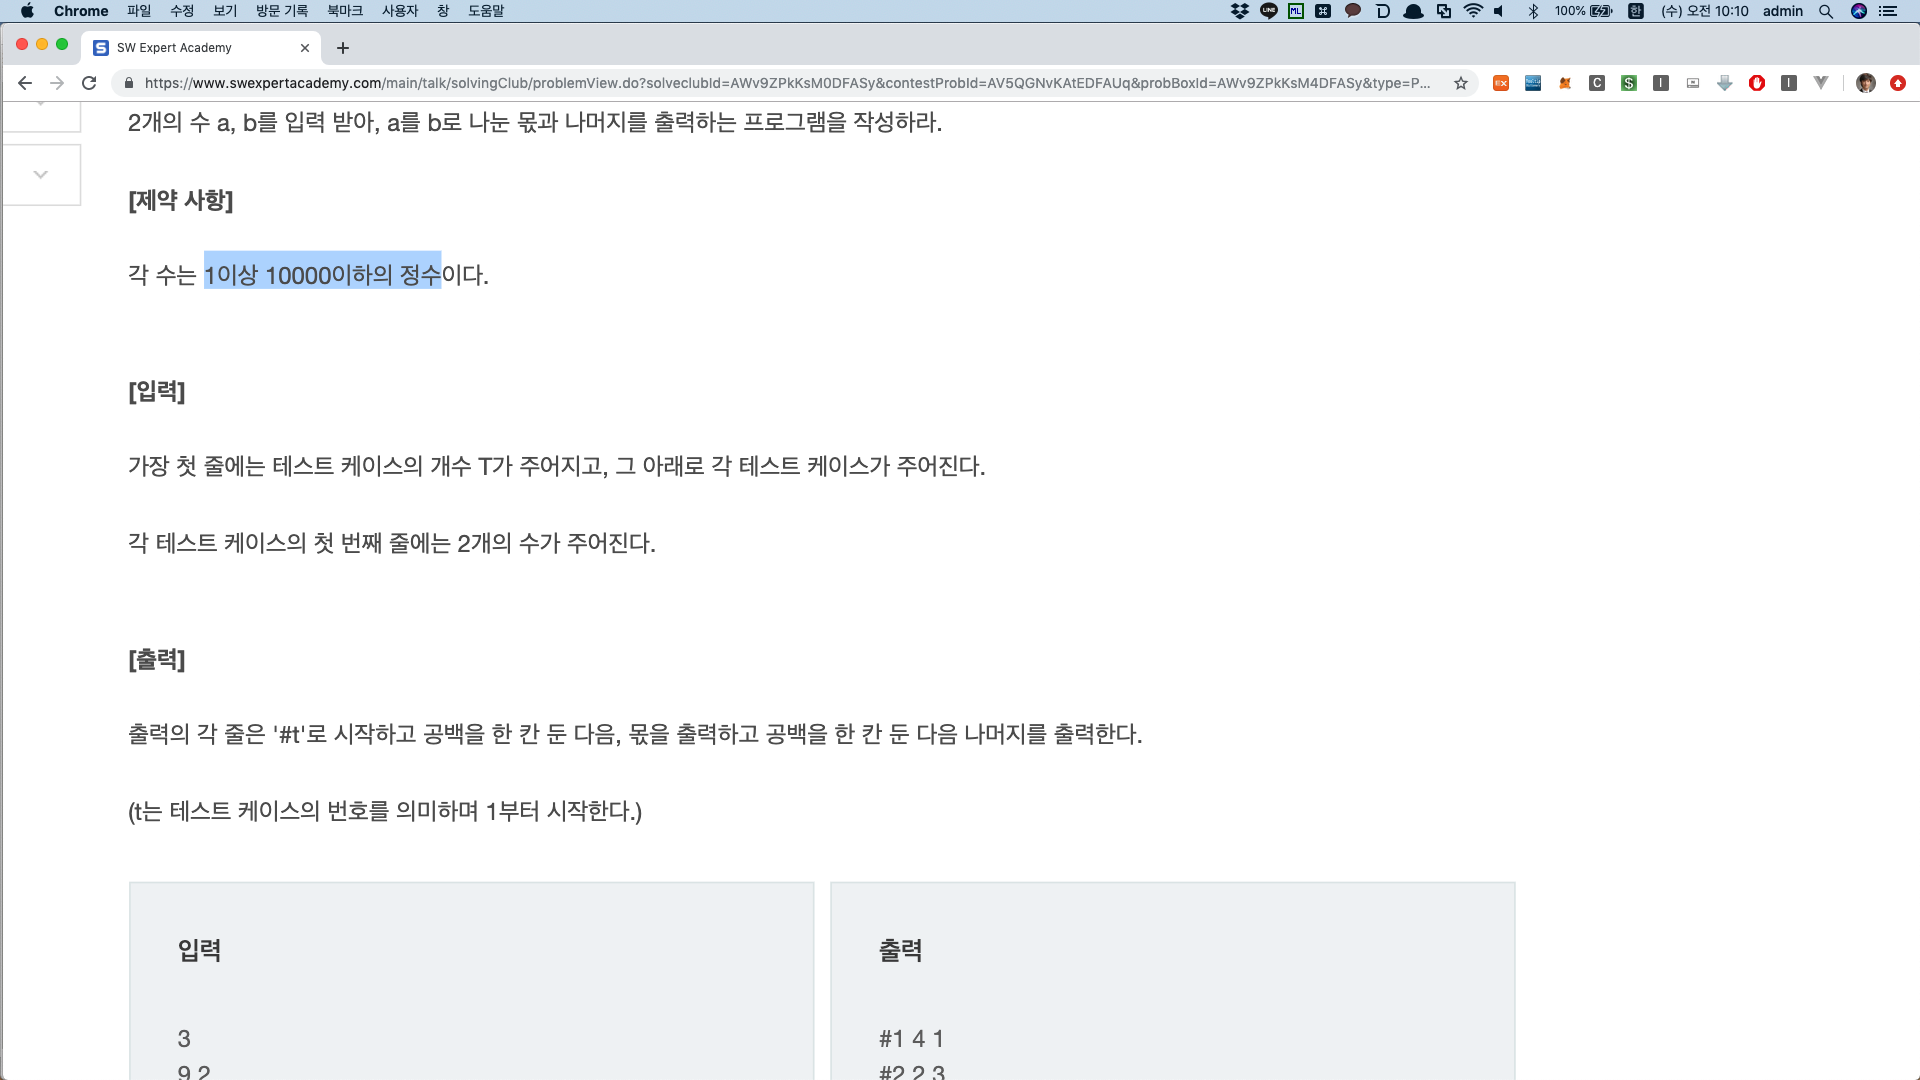 Chrome 파일 수정 보기 방문 기록 북마크 사용자 창 도움말 100% 한 (수) 오전 10:10 admin
SW Expert Academy
https://www.swexpertacademy.com/main/talk/solvingClub/problemView.do?solveclubId=AWv9ZPkKsM0DFASy&contestProbId=AV5QGNvKAtEDFAUq&probBoxId=AWv9ZPkKsM4DFASy&type=P...
2개의 수 a, b를 입력 받아, a를 b로 나눈 몫과 나머지를 출력하는 프로그램을 작성하라.
[제약 사항]
각 수는 1이상 10000이하의 정수이다.
[입력]
가장 첫 줄에는 테스트 케이스의 개수 T가 주어지고, 그 아래로 각 테스트 케이스가 주어진다.
각 테스트 케이스의 첫 번째 줄에는 2개의 수가 주어진다.
[출력]
출력의 각 줄은 '#t'로 시작하고 공백을 한 칸 둔 다음, 몫을 출력하고 공백을 한 칸 둔 다음 나머지를 출력한다.
(t는 테스트 케이스의 번호를 의미하며 1부터 시작한다.)
입력
3
9 2
출력
#1 4 1
#2 2 3